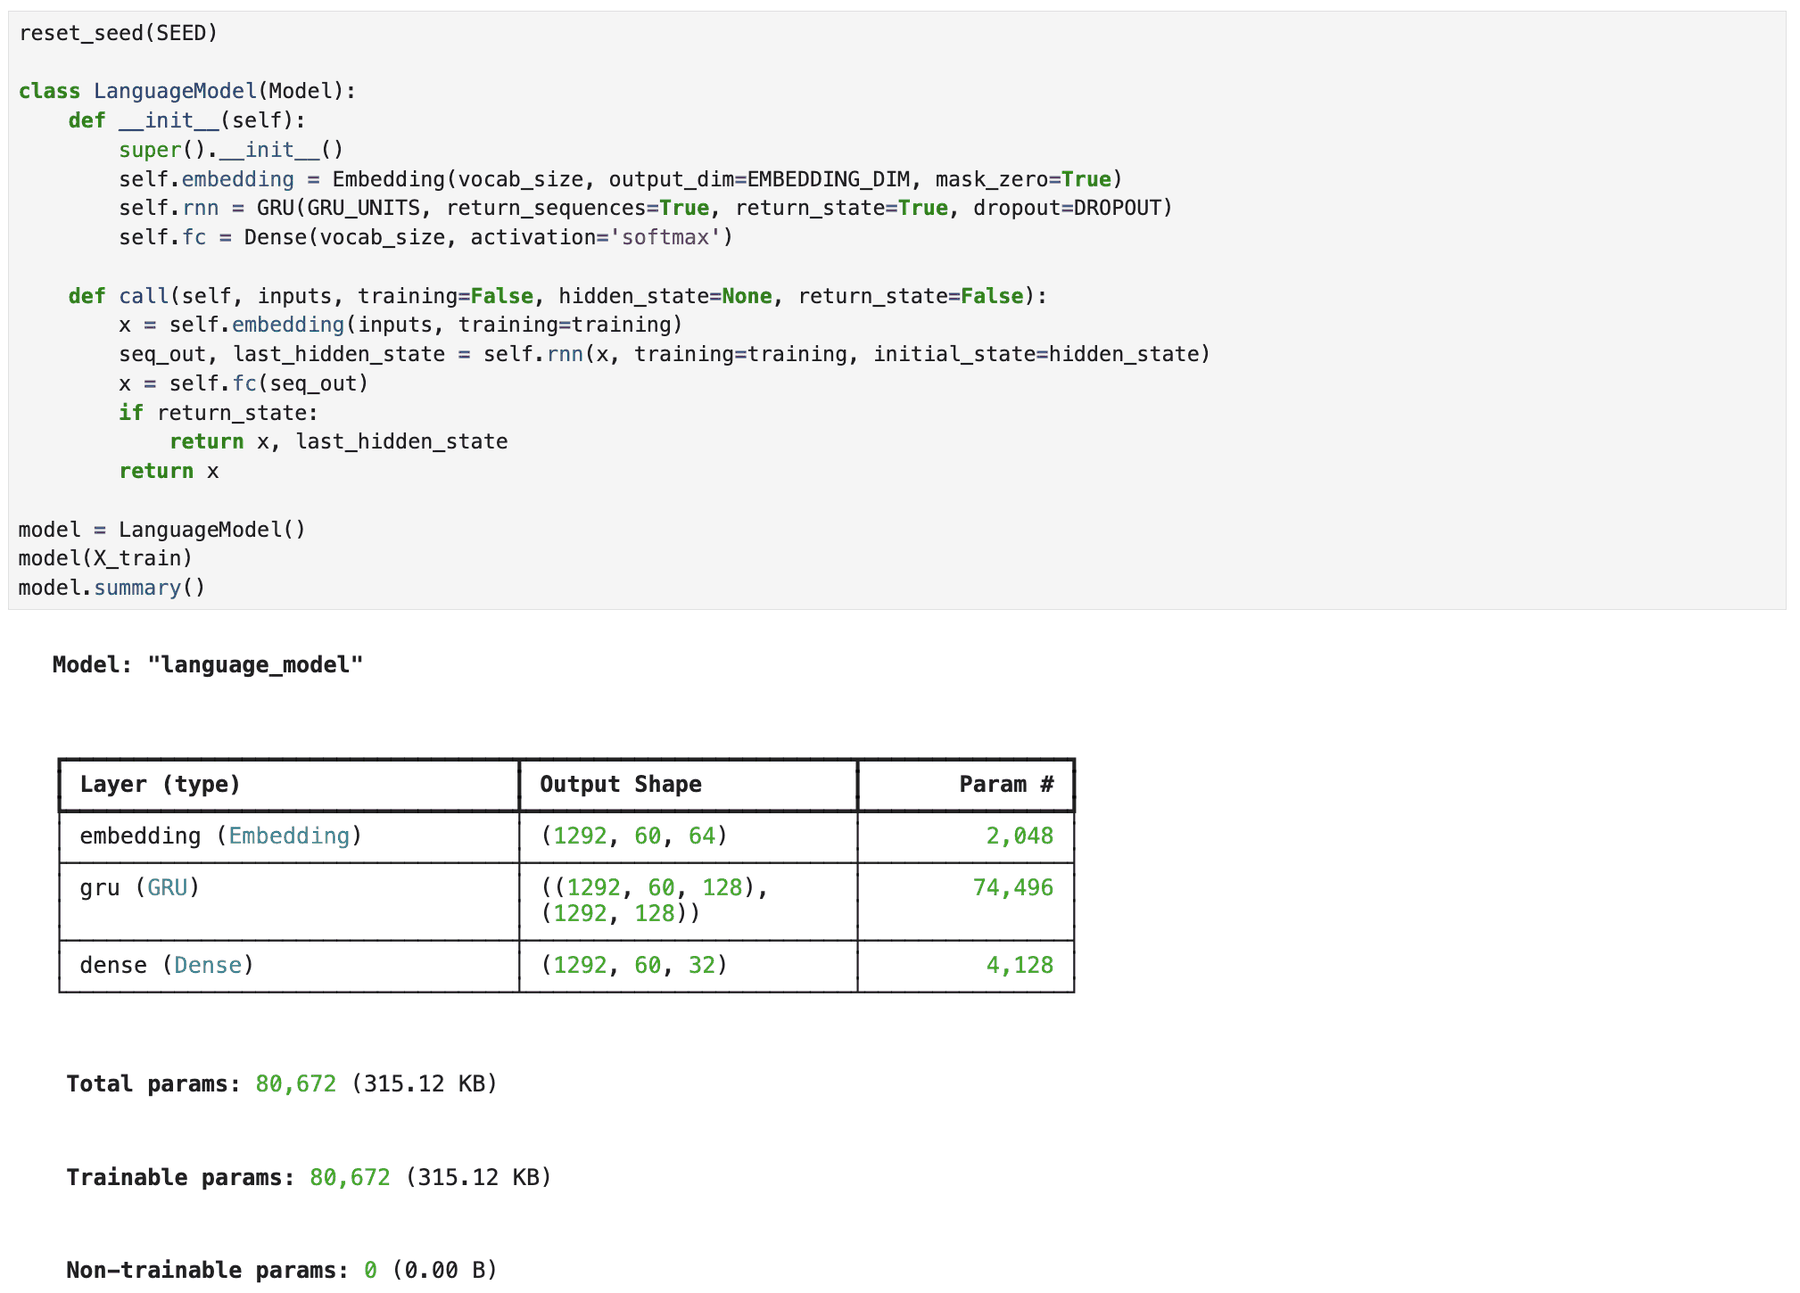 reset_seed(SEED)
class LanguageModel(Model):
    def __init__(self):
        super().__init__()
        self.embedding = Embedding(vocab_size, output_dim=EMBEDDING_DIM, mask_zero=True)
        self.rnn = GRU(GRU_UNITS, return_sequences=True, return_state=True, dropout=DROPOUT)
        self.fc = Dense(vocab_size, activation='softmax')
    def call(self, inputs, training=False, hidden_state=None, return_state=False):
        x = self.embedding(inputs, training=training)
        seq_out, last_hidden_state = self.rnn(x, training=training, initial_state=hidden_state)
        x = self.fc(seq_out)
        if return_state:
            return x, last_hidden_state
        return x
model = LanguageModel()
model(X_train)
model.summary()
Model: "language_model"
Layer (type) Output Shape Param #
embedding (Embedding) (1292, 60, 64) 2,048
gru (GRU) ((1292, 60, 128), 74,496
(1292, 128))
dense (Dense) (1292, 60, 32) 4,128
Total params: 80,672 (315.12 KB)
Trainable params: 80,672 (315.12 KB)
Non-trainable params: 0 (0.00 B)